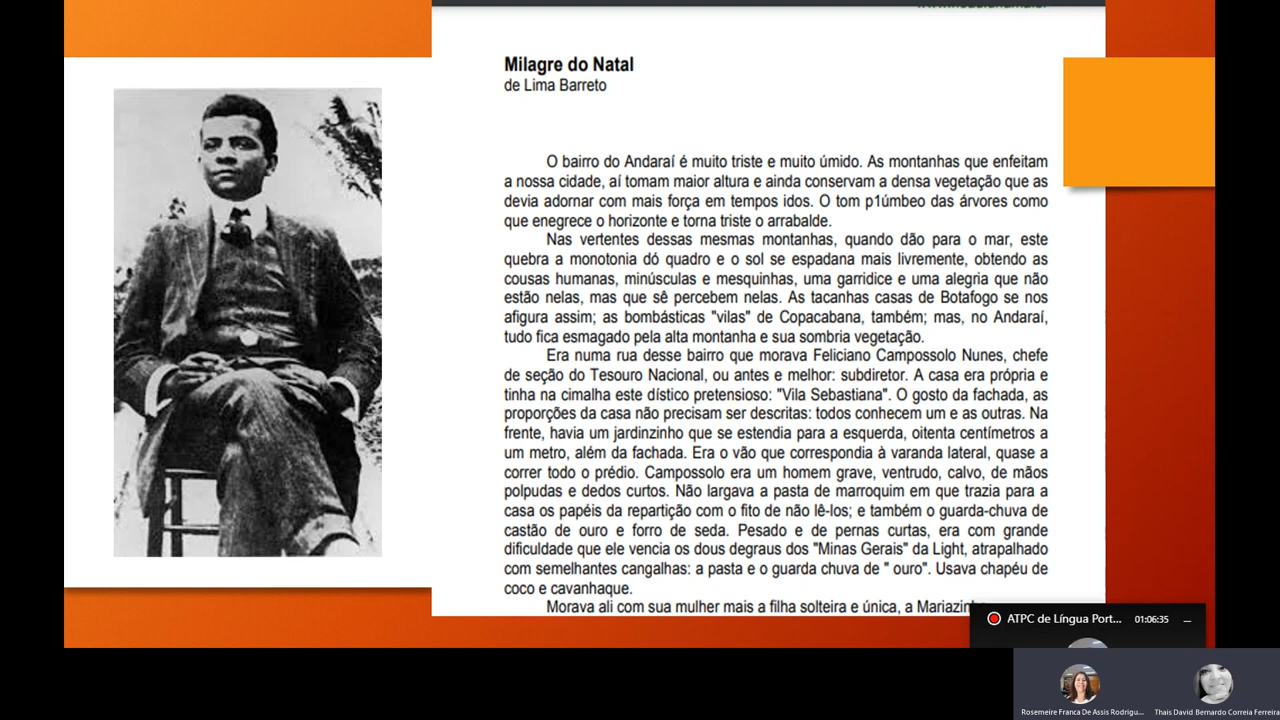 Milagre do Natal
de Lima Barreto
O bairro do Andaraí é muito triste e muito úmido. As montanhas que enfeitam
a nossa cidade, aí tomam maior altura e ainda conservam a densa vegetação que as
devia adornar com mais força em tempos idos. O tom p1úmbeo das árvores como
que enegrece o horizonte e torna triste o arrabalde.
Nas vertentes dessas mesmas montanhas, quando dão para o mar, este
quebra a monotonia dó quadro e o sol se espadana mais livremente, obtendo as
cousas humanas, minúsculas e mesquinhas, uma garridice e uma alegria que não
estão nelas, mas que sê percebem nelas. As tacanhas casas de Botafogo se nos
afigura assim; as bombásticas "vilas" de Copacabana, também; mas, no Andaraí,
tudo fica esmagado pela alta montanha e sua sombria vegetação.
Era numa rua desse bairro que morava Feliciano Campossolo Nunes, chefe
de seção do Tesouro Nacional, ou antes e melhor: subdiretor. A casa era própria e
tinha na cimalha este dístico pretensioso: "Vila Sebastiana". O gosto da fachada, as
proporções da casa não precisam ser descritas: todos conhecem um e as outras. Na
frente, havia um jardinzinho que se estendia para a esquerda, oitenta centímetros a
um metro, além da fachada. Era o vão que correspondia à varanda lateral, quase a
correr todo o prédio. Campossolo era um homem grave, ventrudo, calvo, de mãos
polpudas e dedos curtos. Não largava a pasta de marroquim em que trazia para a
casa os papéis da repartição com o fito de não lê-los; e também o guarda-chuva de
castão de ouro e forro de seda. Pesado e de pernas curtas, era com grande
dificuldade que ele vencia os dous degraus dos "Minas Gerais" da Light, atrapalhado
com semelhantes cangalhas: a pasta e o guarda chuva de " ouro". Usava chapéu de
coco e cavanhaque.
Morava ali com sua mulher mais a filha solteira e única, a
ATPC de Língua Port... 01:06:35
Rosemeire Franca De Assis Rodrigu... Thais David Bernardo Correia Ferreira